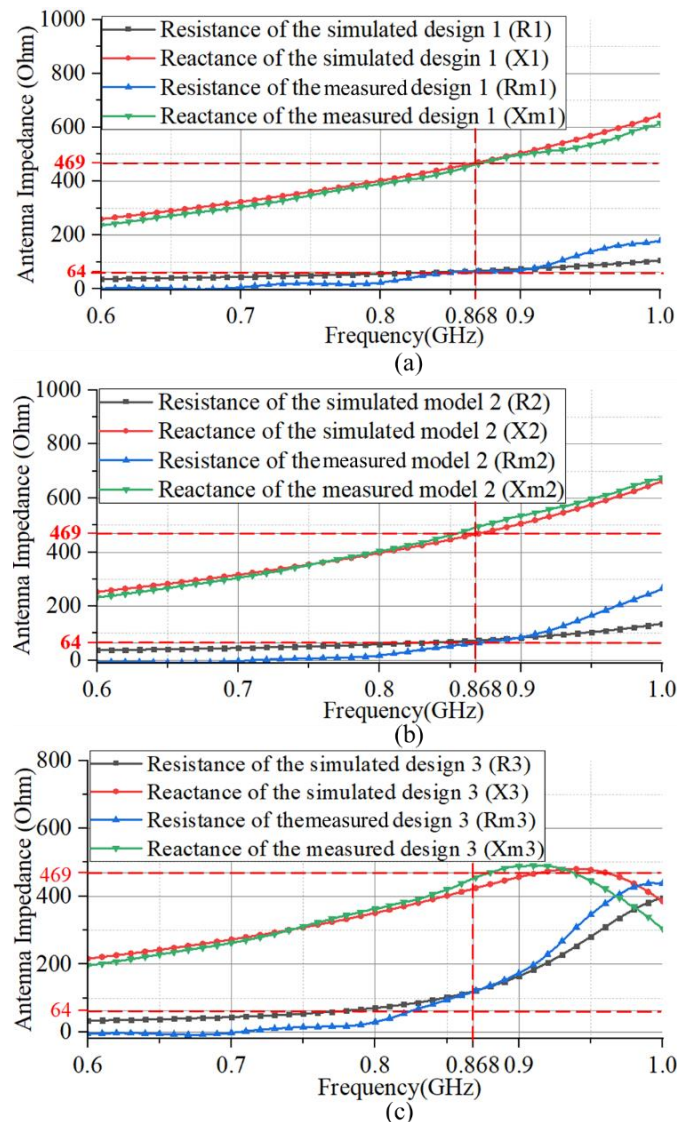 1000
Resistance of the simulated design 1 (R1)
Reactance of the simulated desgin 1 (X1)
Resistance of the measured design 1 (Rm1)
Reactance of the measured design 1 (Xm1)
800
600
469
400
200
64
0
Antenna Impedance (Ohm)
0.6 0.7 0.8 0.868 0.9 1.0
Frequency(GHz)
(a)
1000
Resistance of the simulated model 2 (R2)
Reactance of the simulated model 2 (X2)
Resistance of the measured model 2 (Rm2)
Reactance of the measured model 2 (Xm2)
800
600
469
400
200
64
0
Antenna Impedance (Ohm)
0.6 0.7 0.8 0.868 0.9 1.0
Frequency(GHz)
(b)
800
Resistance of the simulated design 3 (R3)
Reactance of the simulated design 3 (X3)
Resistance of the measured design 3 (Rm3)
Reactance of the measured design 3 (Xm3)
600
469
400
200
64
0
Antenna Impedance (Ohm)
0.6 0.7 0.8 0.868 0.9 1.0
Frequency(GHz)
(c)